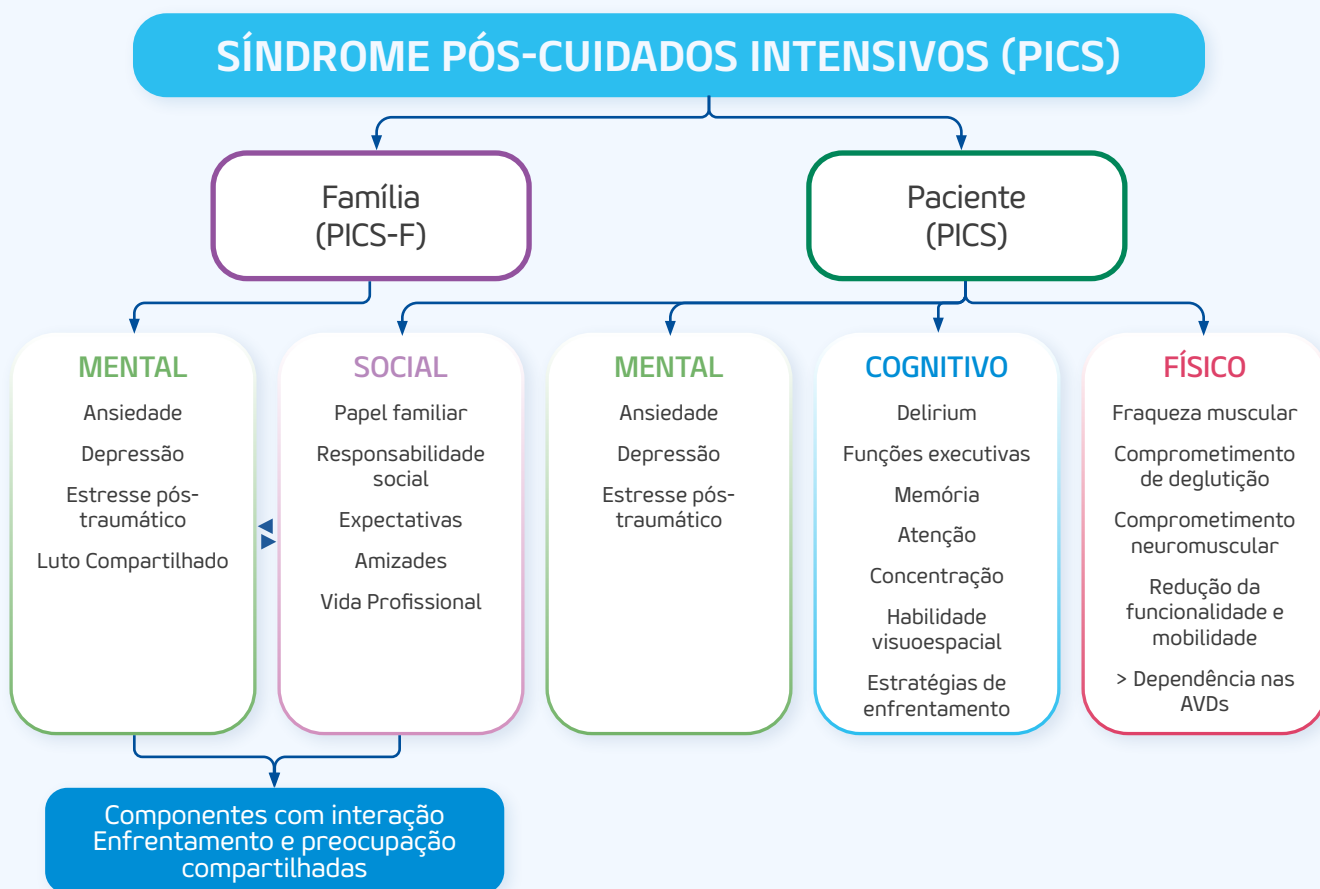 SÍNDROME PÓS-CUIDADOS INTENSIVOS (PICS)
Família
(PICS-F)
Paciente
(PICS)
MENTAL
Ansiedade
Depressão
Estresse pós-
traumático
Luto Compartilhado
SOCIAL
Papel familiar
Responsabilidade
social
Expectativas
Amizades
Vida Profissional
MENTAL
Ansiedade
Depressão
Estresse pós-
traumático
COGNITIVO
Delirium
Funções executivas
Memória
Atenção
Concentração
Habilidade
visuoespacial
Estratégias de
enfrentamento
FÍSICO
Fraqueza muscular
Comprometimento
de deglutição
Comprometimento
neuromuscular
Redução da
funcionalidade e
mobilidade
> Dependência nas
AVDs
Componentes com interação
Enfrentamento e preocupação
compartilhadas